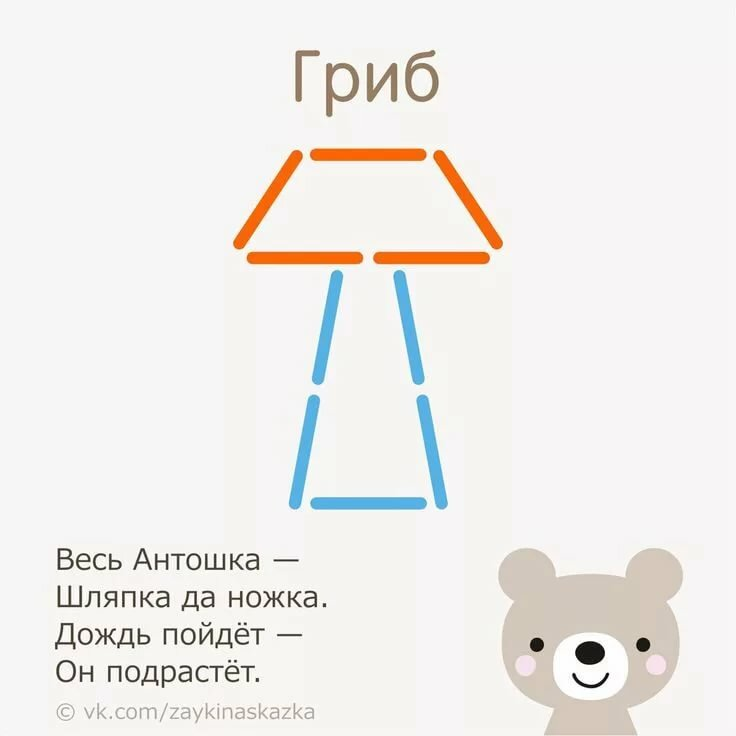 Гриб
Весь Антошка —
Шляпка да ножка.
Дождь пойдёт —
Он подрастёт.
© vk.com/zaykinaskazka